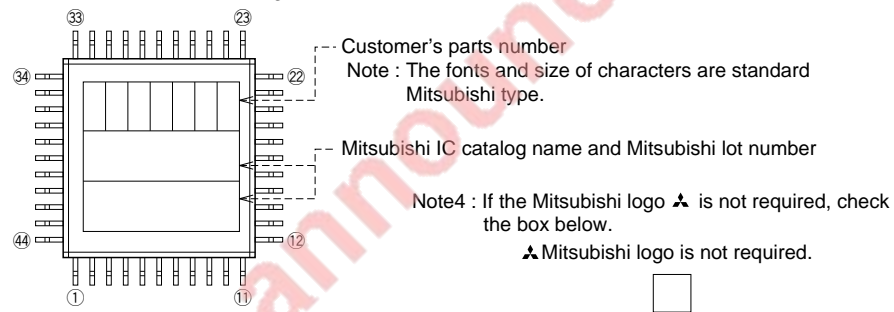 ㉝ ㉓
Customer's parts number
Note : The fonts and size of characters are standard
Mitsubishi type.
㉞ ㉒
Mitsubishi IC catalog name and Mitsubishi lot number
Note4 : If the Mitsubishi logo is not required, check
the box below.
Mitsubishi logo is not required.
㊹ ⑫
① ⑪
announ